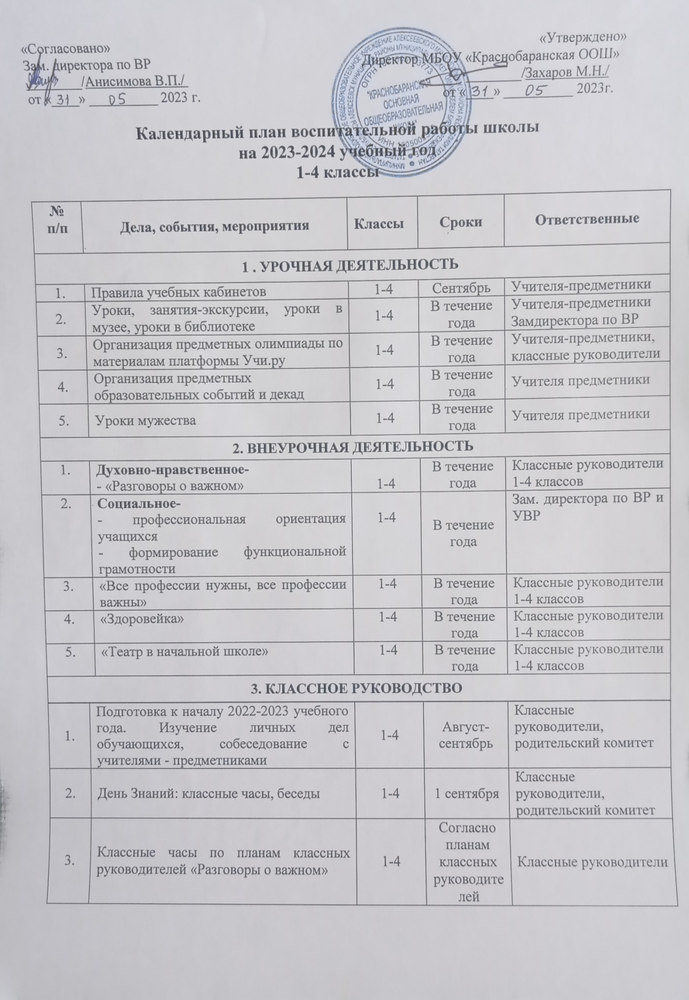 «Согласовано»
Зам. директора по ВР
/Анисимова В.П./
от «31» 05 2023 г.
«Утверждено»
Директор МБОУ «Краснобаранская ООШ»
/Захаров М.Н./
от «31» 05 2023г.
"КРАСНОБАРАНСКАЯ
ОСНОВНАЯ
ОБЩЕОБРАЗОВАТЕЛЬНАЯ
ШКОЛА"
Календарный план воспитательной работы школы
на 2023-2024 учебный год
1-4 классы
№
п/п
Дела, события, мероприятия
Классы
Сроки
Ответственные
1 . УРОЧНАЯ ДЕЯТЕЛЬНОСТЬ
1.
Правила учебных кабинетов
1-4
Сентябрь
Учителя-предметники
2.
Уроки, занятия-экскурсии, уроки в
музее, уроки в библиотеке
1-4
В течение
года
Учителя-предметники
Замдиректора по ВР
3.
Организация предметных олимпиады по
материалам платформы Учи.ру
1-4
В течение
года
Учителя-предметники,
классные руководители
4.
Организация предметных
образовательных событий и декад
1-4
В течение
года
Учителя предметники
5.
Уроки мужества
1-4
В течение
года
Учителя предметники
2. ВНЕУРОЧНАЯ ДЕЯТЕЛЬНОСТЬ
1.
Духовно-нравственное-
- «Разговоры о важном»
1-4
В течение
года
Классные руководители
1-4 классов
2.
Социальное-
- профессиональная ориентация
учащихся
- формирование функциональной
грамотности
1-4
В течение
года
Зам. директора по ВР и
УВР
3.
«Все профессии нужны, все профессии
важны»
1-4
В течение
года
Классные руководители
1-4 классов
4.
«Здоровейка»
1-4
В течение
года
Классные руководители
1-4 классов
5.
«Театр в начальной школе»
1-4
В течение
года
Классные руководители
1-4 классов
3. КЛАССНОЕ РУКОВОДСТВО
1.
Подготовка к началу 2022-2023 учебного
года. Изучение личных дел
обучающихся, собеседование с
учителями - предметниками
1-4
Август-
сентябрь
Классные
руководители,
родительский комитет
2.
День Знаний: классные часы, беседы
1-4
1 сентября
Классные
руководители,
родительский комитет
3.
Классные часы по планам классных
руководителей «Разговоры о важном»
1-4
Согласно
планам
классных
руководите
лей
Классные руководители